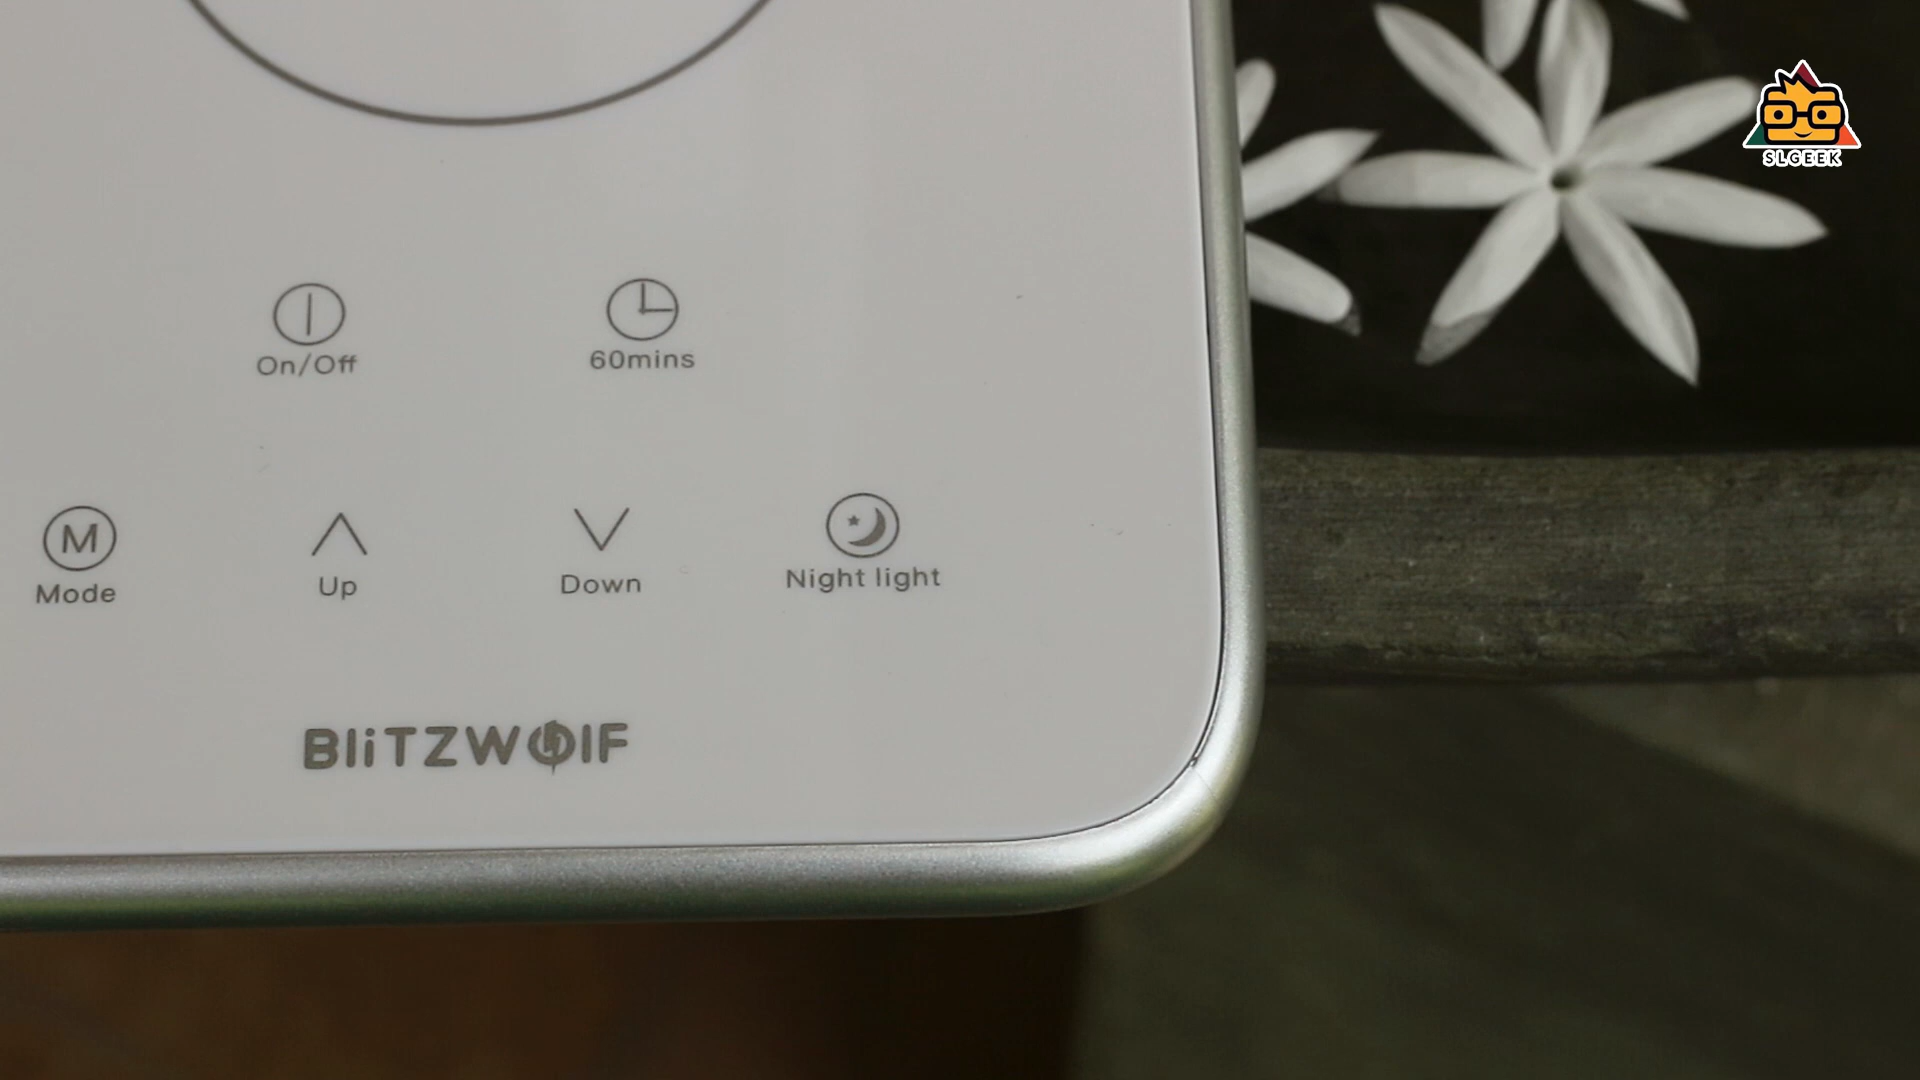 SLGEEK
On/Off
60mins
M
Mode
Up
Down
Night light
BliTZWOlF